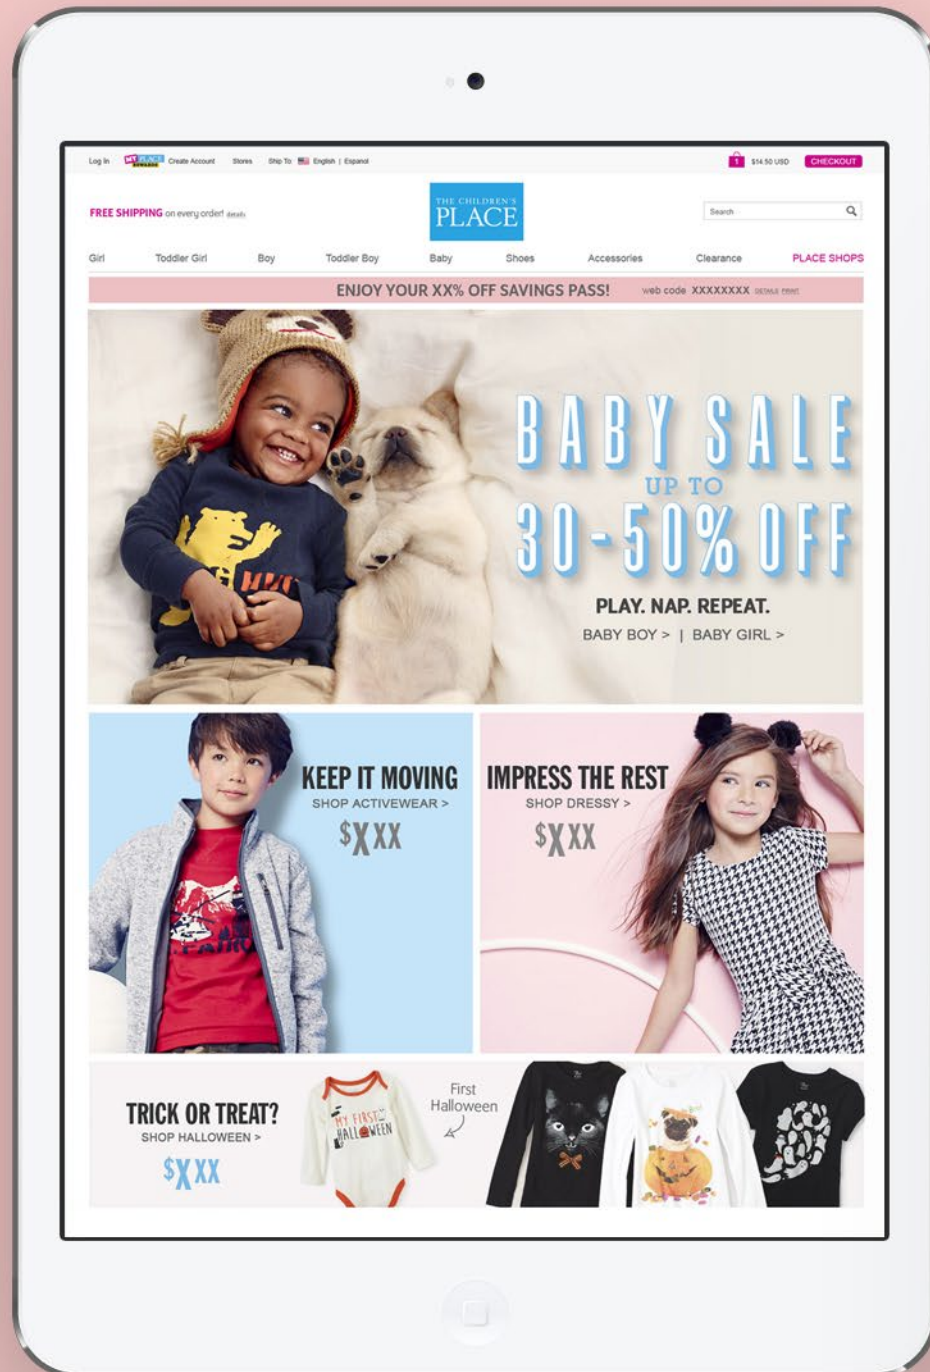 Log In MY PLACE REWARDS Create Account Stores Ship To English | Espanol 1 $14.50 USD CHECKOUT
FREE SHIPPING on every order! details
THE CHILDREN'S
PLACE
Search
Girl Toddler Girl Boy Toddler Boy Baby Shoes Accessories Clearance PLACE SHOPS
ENJOY YOUR XX% OFF SAVINGS PASS! web code XXXXXXXX DETAILS PRINT
BABY SALE
UP TO
30-50% OFF
PLAY. NAP. REPEAT.
BABY BOY > | BABY GIRL >
KEEP IT MOVING
SHOP ACTIVEWEAR >
$XXX
IMPRESS THE REST
SHOP DRESSY >
$XXX
TRICK OR TREAT?
SHOP HALLOWEEN >
$XXX
MY FIRST
HALLOWEEN
First
Halloween